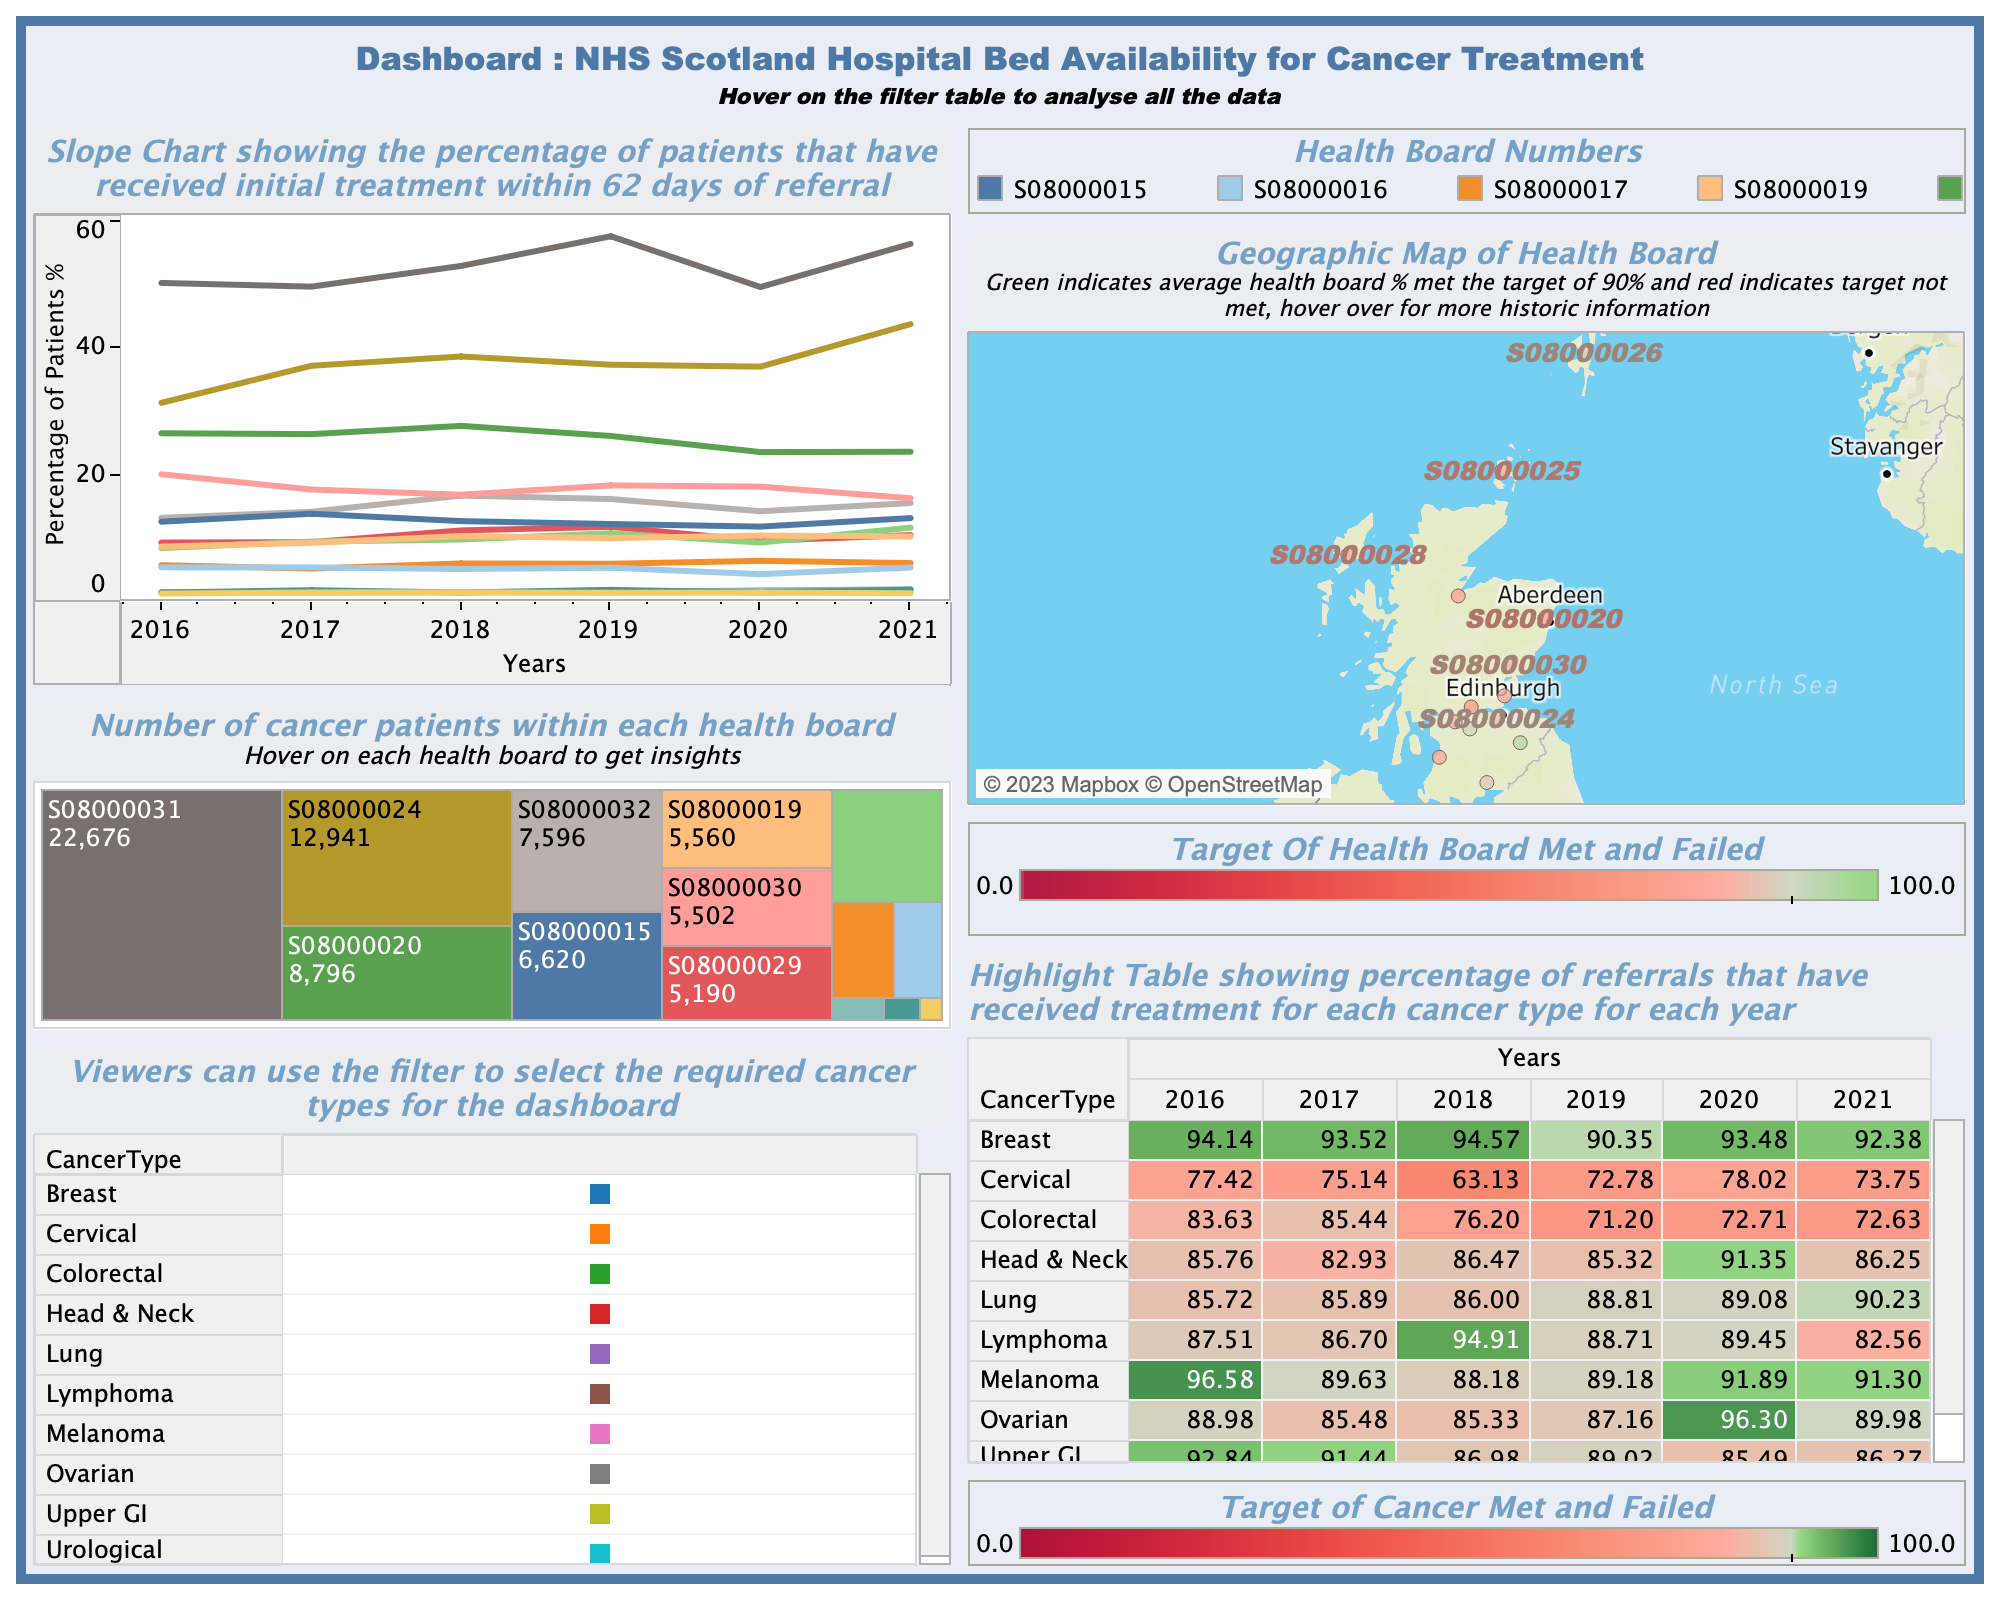 Dashboard : NHS Scotland Hospital Bed Availability for Cancer Treatment
Hover on the filter table to analyse all the data
Slope Chart showing the percentage of patients that have
received initial treatment within 62 days of referral
Percentage of Patients %
60
40
20
0
2016 2017 2018 2019 2020 2021
Years
Number of cancer patients within each health board
Hover on each health board to get insights
S08000031
22,676
S08000024
12,941
S08000020
8,796
S08000032
7,596
S08000015
6,620
S08000019
5,560
S08000030
5,502
S08000029
5,190
Viewers can use the filter to select the required cancer
types for the dashboard
CancerType
Breast
Cervical
Colorectal
Head & Neck
Lung
Lymphoma
Melanoma
Ovarian
Upper GI
Urological
Health Board Numbers
S08000015 S08000016 S08000017 S08000019
Geographic Map of Health Board
Green indicates average health board % met the target of 90% and red indicates target not
met, hover over for more historic information
S08000026
Stavanger
S08000025
S08000028
Aberdeen
S08000020
S08000030
Edinburgh
North Sea
S08000024
© 2023 Mapbox © OpenStreetMap
Target Of Health Board Met and Failed
0.0 100.0
Highlight Table showing percentage of referrals that have
received treatment for each cancer type for each year
Years
CancerType 2016 2017 2018 2019 2020 2021
Breast 94.14 93.52 94.57 90.35 93.48 92.38
Cervical 77.42 75.14 63.13 72.78 78.02 73.75
Colorectal 83.63 85.44 76.20 71.20 72.71 72.63
Head & Neck 85.76 82.93 86.47 85.32 91.35 86.25
Lung 85.72 85.89 86.00 88.81 89.08 90.23
Lymphoma 87.51 86.70 94.91 88.71 89.45 82.56
Melanoma 96.58 89.63 88.18 89.18 91.89 91.30
Ovarian 88.98 85.48 85.33 87.16 96.30 89.98
Upper GI 92.84 91.44 86.98 89.02 85.49 86.27
Target of Cancer Met and Failed
0.0 100.0